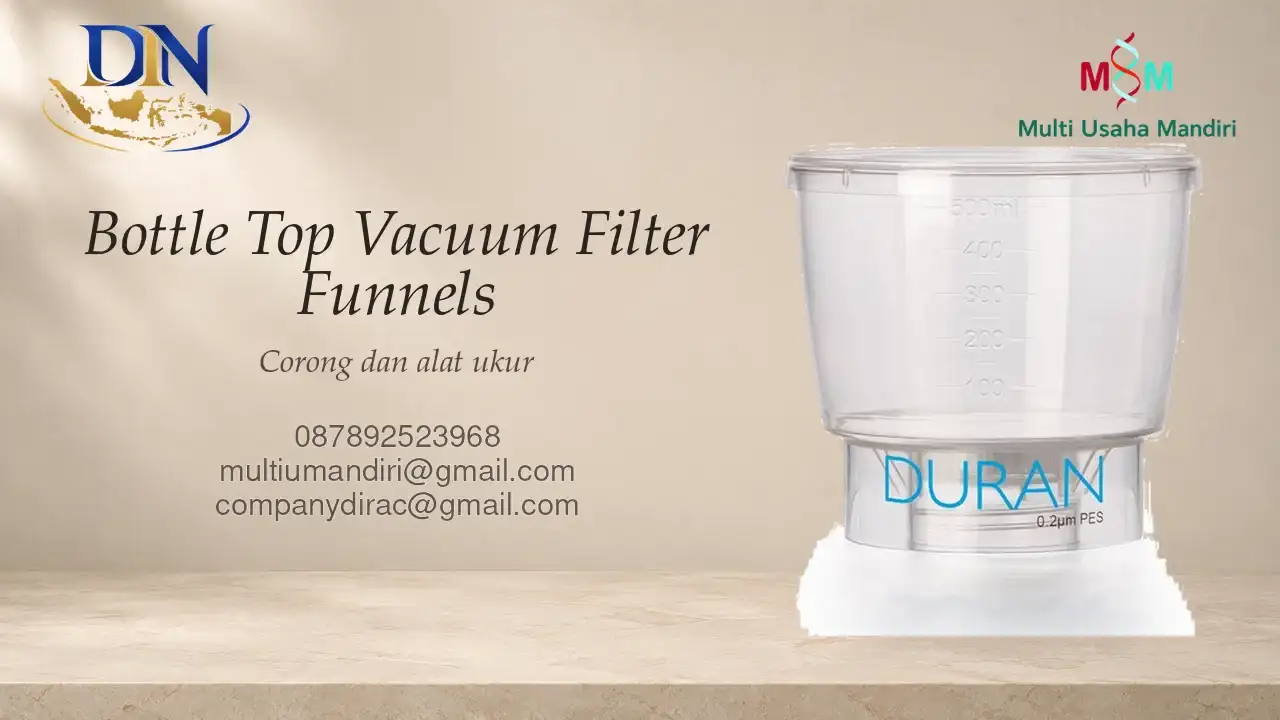 DIN
M M
Multi Usaha Mandiri
Bottle Top Vacuum Filter
Funnels
Corong dan alat ukur
087892523968
multiumandiri@gmail.com
companydirac@gmail.com
500ml
400
300
200
100
DURAN
0.2µm PES